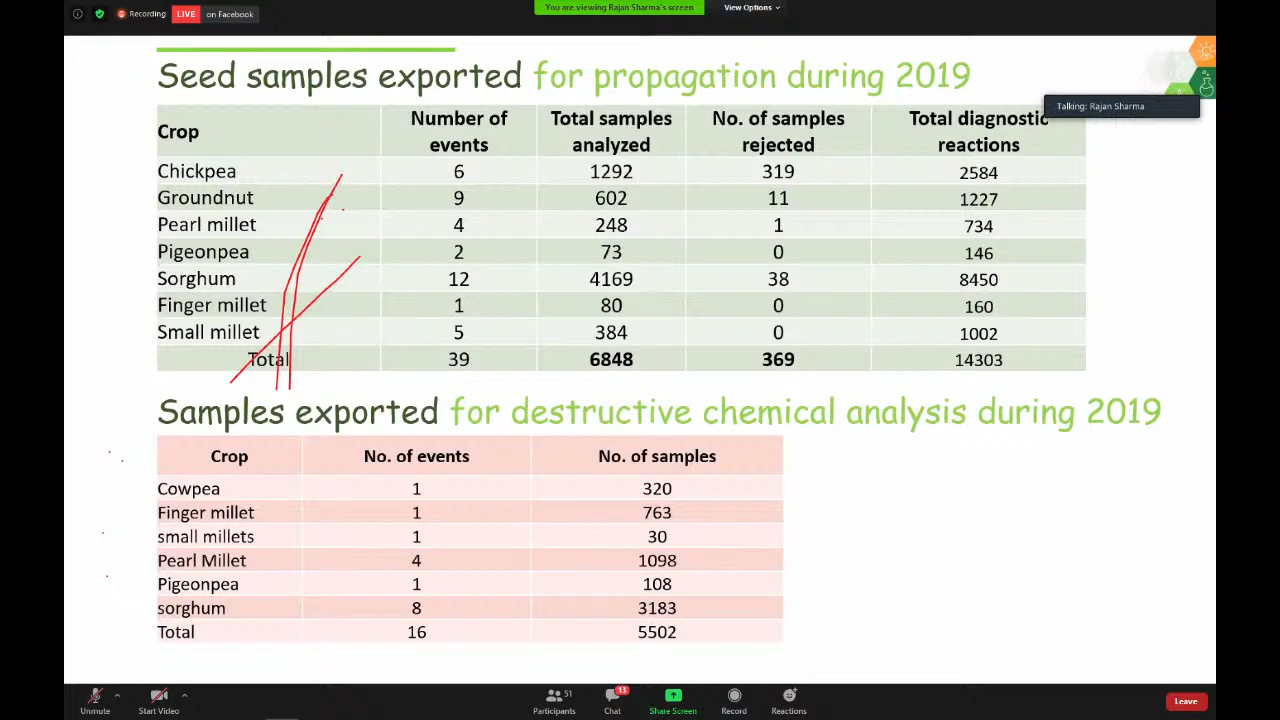 Recording LIVE on Facebook
You are viewing Rajan Sharma's screen View Options
Seed samples exported for propagation during 2019
Talking: Rajan Sharma
Crop Number of events Total samples analyzed No. of samples rejected Total diagnostic reactions
Chickpea 6 1292 319 2584
Groundnut 9 602 11 1227
Pearl millet 4 248 1 734
Pigeonpea 2 73 0 146
Sorghum 12 4169 38 8450
Finger millet 1 80 0 160
Small millet 5 384 0 1002
Total 39 6848 369 14303
Samples exported for destructive chemical analysis during 2019
Crop No. of events No. of samples
Cowpea 1 320
Finger millet 1 763
small millets 1 30
Pearl Millet 4 1098
Pigeonpea 1 108
sorghum 8 3183
Total 16 5502
51 13
Unmute Start Video Participants Chat Share Screen Record Reactions Leave